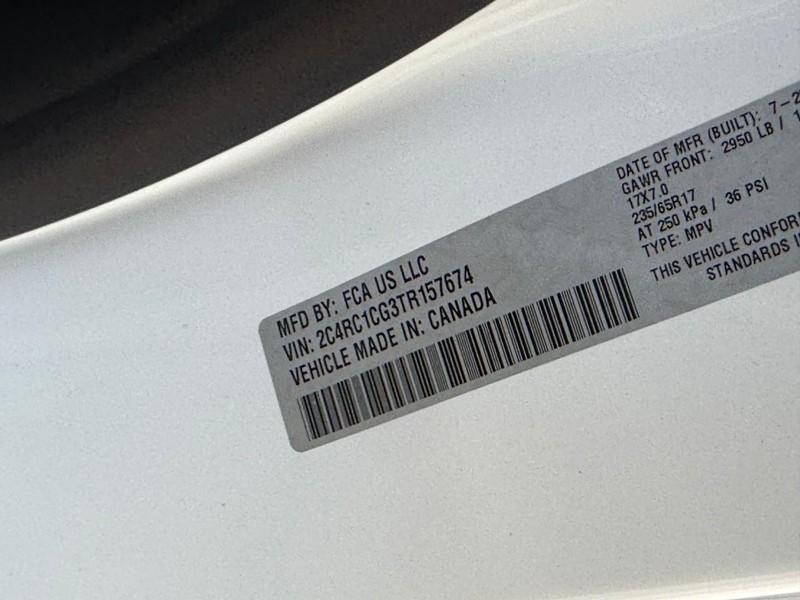 MFD BY: FCA US LLC
VIN: 2C4RC1CG3TR157674
VEHICLE MADE IN: CANADA
DATE OF MFR (BUILT): 7-2
GAWR FRONT: 2950 LB /
17X7.0
235/65R17
AT 250 kPa / 36 PSI
TYPE: MPV
THIS VEHICLE
STANDARDS